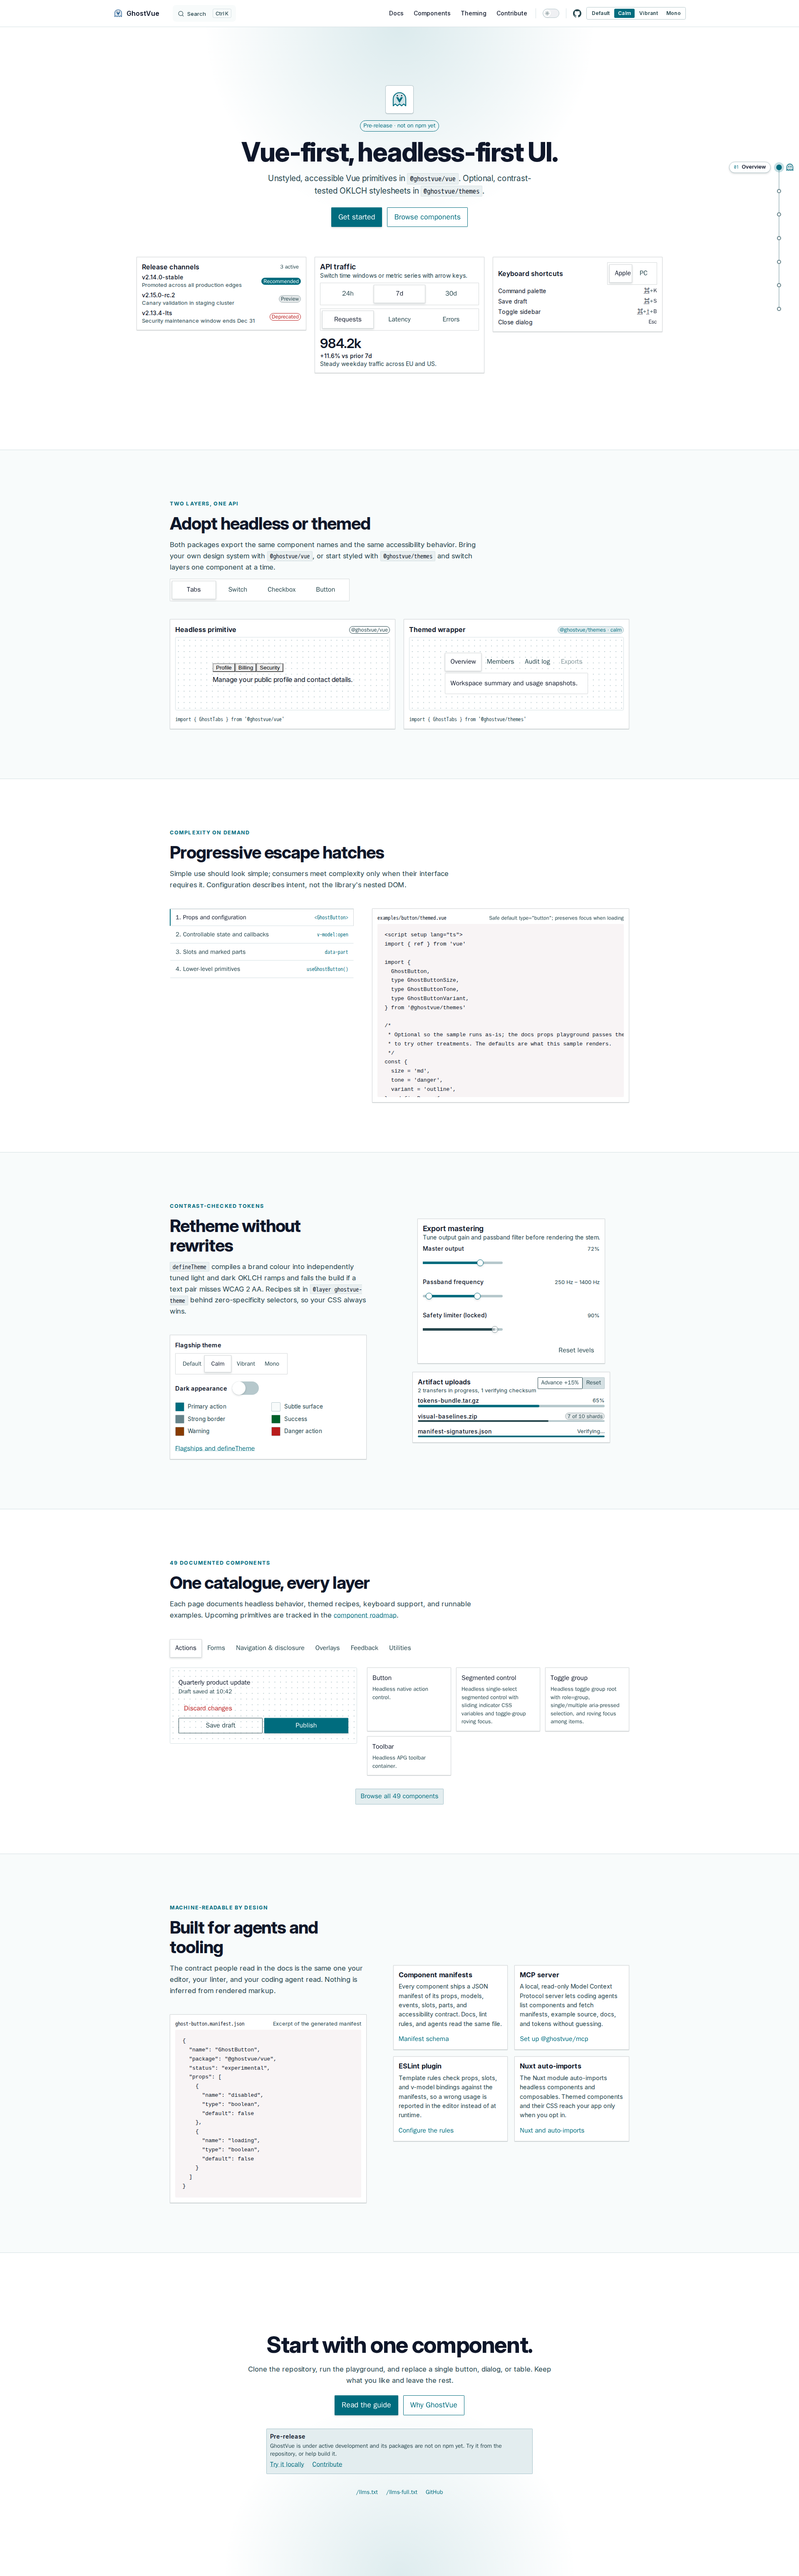 GhostVue
Search Ctrl K
Docs Components Theming Contribute
Default Calm Vibrant Mono
Pre-release · not on npm yet
Vue-first, headless-first UI.
Unstyled, accessible Vue primitives in @ghostvue/vue. Optional, contrast-
tested OKLCH stylesheets in @ghostvue/themes.
Get started Browse components
01 Overview
Release channels 3 active
v2.14.0-stable
Promoted across all production edges
Recommended
v2.15.0-rc.2
Canary validation in staging cluster
Preview
v2.13.4-lts
Security maintenance window ends Dec 31
Deprecated
API traffic
Switch time windows or metric series with arrow keys.
24h 7d 30d
Requests Latency Errors
984.2k
+11.6% vs prior 7d
Steady weekday traffic across EU and US.
Keyboard shortcuts Apple PC
Command palette ⌘+K
Save draft ⌘+S
Toggle sidebar ⌘+⇧+B
Close dialog Esc
TWO LAYERS, ONE API
Adopt headless or themed
Both packages export the same component names and the same accessibility behavior. Bring
your own design system with @ghostvue/vue, or start styled with @ghostvue/themes and switch
layers one component at a time.
Tabs Switch Checkbox Button
Headless primitive @ghostvue/vue
Profile Billing Security
Manage your public profile and contact details.
import { GhostTabs } from '@ghostvue/vue'
Themed wrapper @ghostvue/themes · calm
Overview Members Audit log Exports
Workspace summary and usage snapshots.
import { GhostTabs } from '@ghostvue/themes'
COMPLEXITY ON DEMAND
Progressive escape hatches
Simple use should look simple; consumers meet complexity only when their interface
requires it. Configuration describes intent, not the library's nested DOM.
1. Props and configuration <GhostButton>
2. Controllable state and callbacks v-model:open
3. Slots and marked parts data-part
4. Lower-level primitives useGhostButton()
examples/button/themed.vue Safe default type="button"; preserves focus when loading
<script setup lang="ts">
import { ref } from 'vue'
import {
GhostButton,
type GhostButtonSize,
type GhostButtonTone,
type GhostButtonVariant,
} from '@ghostvue/themes'
/*
* Optional so the sample runs as-is; the docs props playground passes the
* to try other treatments. The defaults are what this sample renders.
*/
const {
size = 'md',
tone = 'danger',
variant = 'outline',
CONTRAST-CHECKED TOKENS
Retheme without
rewrites
defineTheme compiles a brand colour into independently
tuned light and dark OKLCH ramps and fails the build if a
text pair misses WCAG 2 AA. Recipes sit in @layer ghostvue-
theme behind zero-specificity selectors, so your CSS always
wins.
Flagship theme
Default Calm Vibrant Mono
Dark appearance
Primary action Subtle surface
Strong border Success
Warning Danger action
Flagships and defineTheme
Export mastering
Tune output gain and passband filter before rendering the stem.
Master output 72%
Passband frequency 250 Hz – 1400 Hz
Safety limiter (locked) 90%
Reset levels
Artifact uploads
2 transfers in progress, 1 verifying checksum
Advance +15% Reset
tokens-bundle.tar.gz 65%
visual-baselines.zip 7 of 10 shards
manifest-signatures.json Verifying…
49 DOCUMENTED COMPONENTS
One catalogue, every layer
Each page documents headless behavior, themed recipes, keyboard support, and runnable
examples. Upcoming primitives are tracked in the component roadmap.
Actions Forms Navigation & disclosure Overlays Feedback Utilities
Quarterly product update
Draft saved at 10:42
Discard changes
Save draft Publish
Button
Headless native action
control.
Segmented control
Headless single-select
segmented control with
sliding indicator CSS
variables and toggle-group
roving focus.
Toggle group
Headless toggle group root
with role=group,
single/multiple aria-pressed
selection, and roving focus
among items.
Toolbar
Headless APG toolbar
container.
Browse all 49 components
MACHINE-READABLE BY DESIGN
Built for agents and
tooling
The contract people read in the docs is the same one your
editor, your linter, and your coding agent read. Nothing is
inferred from rendered markup.
ghost-button.manifest.json Excerpt of the generated manifest
{
"name": "GhostButton",
"package": "@ghostvue/vue",
"status": "experimental",
"props": [
{
"name": "disabled",
"type": "boolean",
"default": false
},
{
"name": "loading",
"type": "boolean",
"default": false
}
]
}
Component manifests
Every component ships a JSON
manifest of its props, models,
events, slots, parts, and
accessibility contract. Docs, lint
rules, and agents read the same file.
Manifest schema
MCP server
A local, read-only Model Context
Protocol server lets coding agents
list components and fetch
manifests, example source, docs,
and tokens without guessing.
Set up @ghostvue/mcp
ESLint plugin
Template rules check props, slots,
and v-model bindings against the
manifests, so a wrong usage is
reported in the editor instead of at
runtime.
Configure the rules
Nuxt auto-imports
The Nuxt module auto-imports
headless components and
composables. Themed components
and their CSS reach your app only
when you opt in.
Nuxt and auto-imports
Start with one component.
Clone the repository, run the playground, and replace a single button, dialog, or table. Keep
what you like and leave the rest.
Read the guide Why GhostVue
Pre-release
GhostVue is under active development and its packages are not on npm yet. Try it from the
repository, or help build it.
Try it locally Contribute
/llms.txt /llms-full.txt GitHub